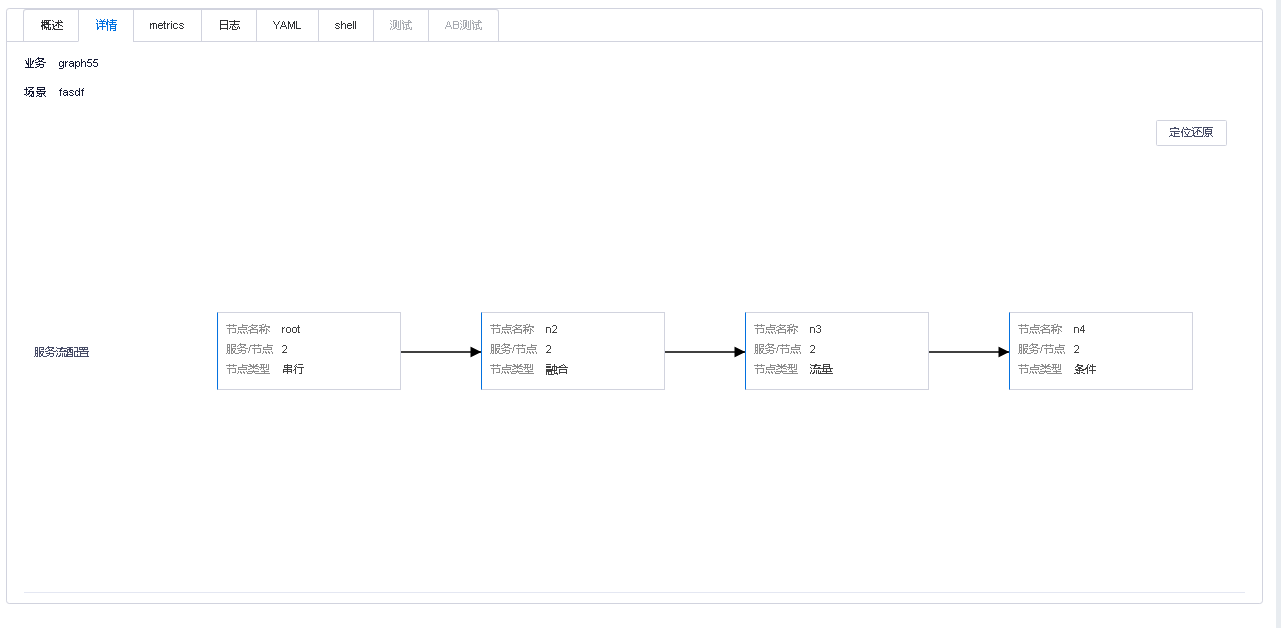 概述 详情 metrics 日志 YAML shell 测试 AB测试
业务 graph55
场景 fasdf
定位还原
服务流配置
节点名称 root
服务/节点 2
节点类型 串行
节点名称 n2
服务/节点 2
节点类型 融合
节点名称 n3
服务/节点 2
节点类型 流量
节点名称 n4
服务/节点 2
节点类型 条件